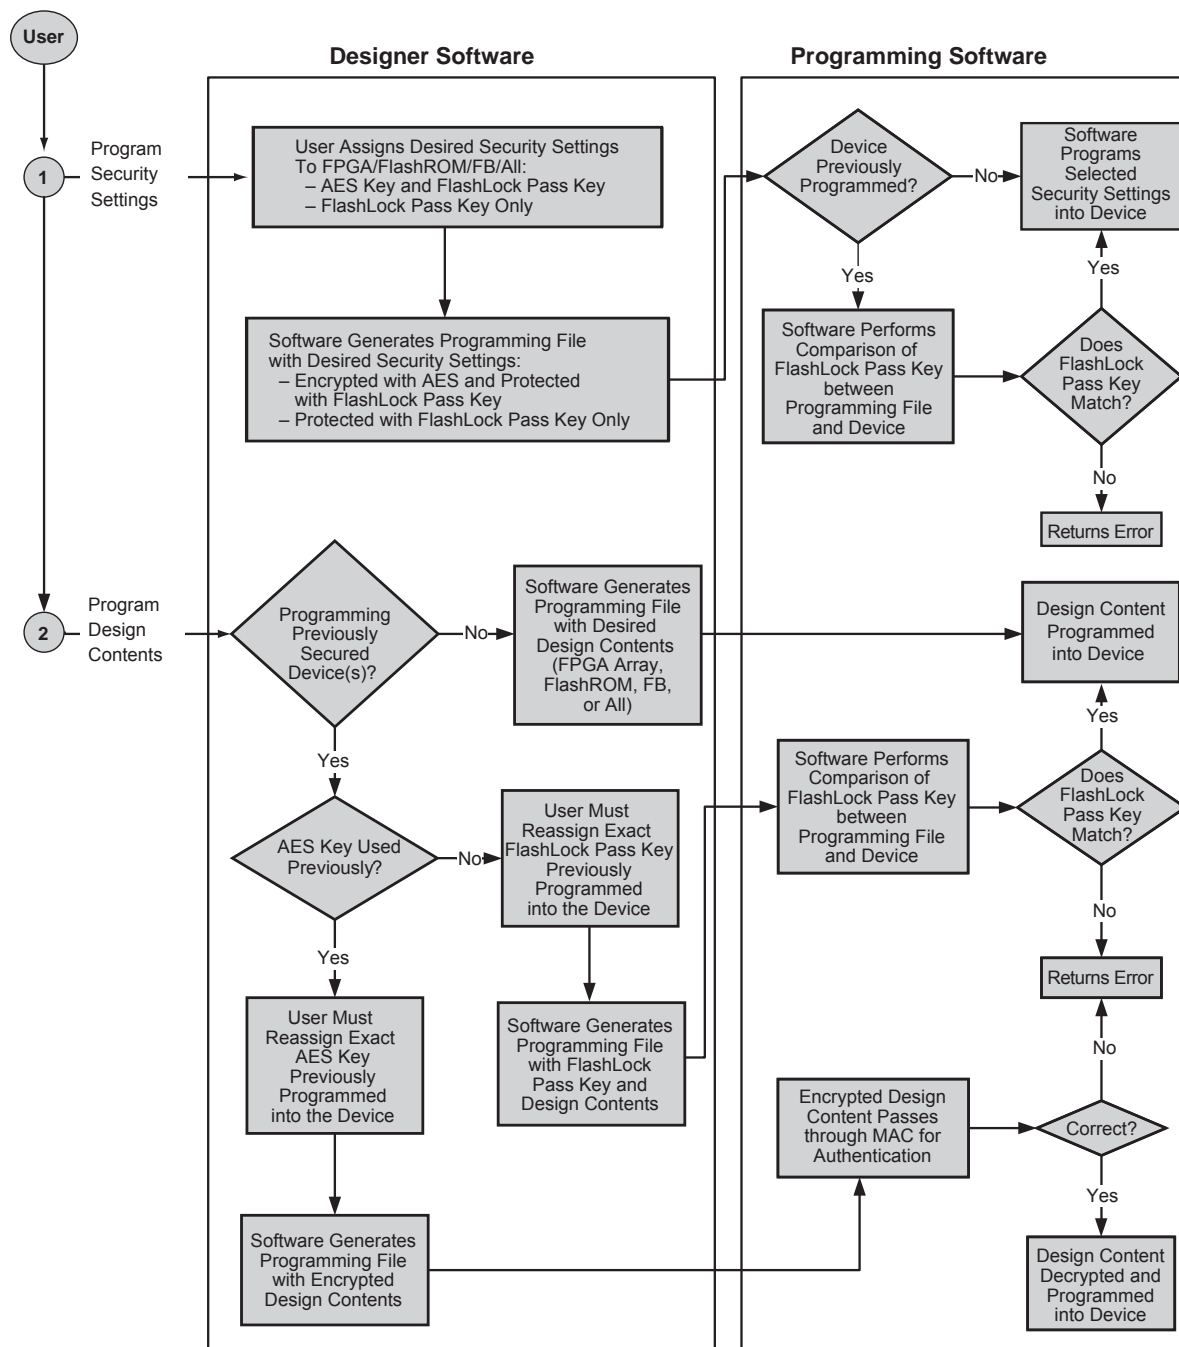 User
Designer Software
Programming Software
1
Program
Security
Settings
User Assigns Desired Security Settings
To FPGA/FlashROM/FB/All:
– AES Key and FlashLock Pass Key
– FlashLock Pass Key Only
Software Generates Programming File
with Desired Security Settings:
– Encrypted with AES and Protected
with FlashLock Pass Key
– Protected with FlashLock Pass Key Only
Device
Previously
Programmed?
No
Software
Programs
Selected
Security Settings
into Device
Yes
Yes
Software Performs
Comparison of
FlashLock Pass Key
between
Programming File
and Device
Does
FlashLock
Pass Key
Match?
No
Returns Error
2
Program
Design
Contents
Programming
Previously
Secured
Device(s)?
No
Software Generates
Programming File
with Desired
Design Contents
(FPGA Array,
FlashROM, FB,
or All)
Design Content
Programmed
into Device
Yes
Yes
AES Key Used
Previously?
No
User Must
Reassign Exact
FlashLock Pass Key
Previously
Programmed
into the Device
Software Performs
Comparison of
FlashLock Pass Key
between
Programming File
and Device
Does
FlashLock
Pass Key
Match?
No
Returns Error
Yes
User Must
Reassign Exact
AES Key
Previously
Programmed
into the Device
Software Generates
Programming File
with FlashLock
Pass Key and
Design Contents
No
Encrypted Design
Content Passes
through MAC for
Authentication
Correct?
Yes
Software Generates
Programming File
with Encrypted
Design Contents
Design Content
Decrypted and
Programmed
into Device